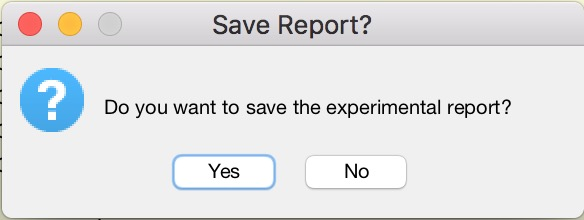 Save Report?
Do you want to save the experimental report?
Yes
No